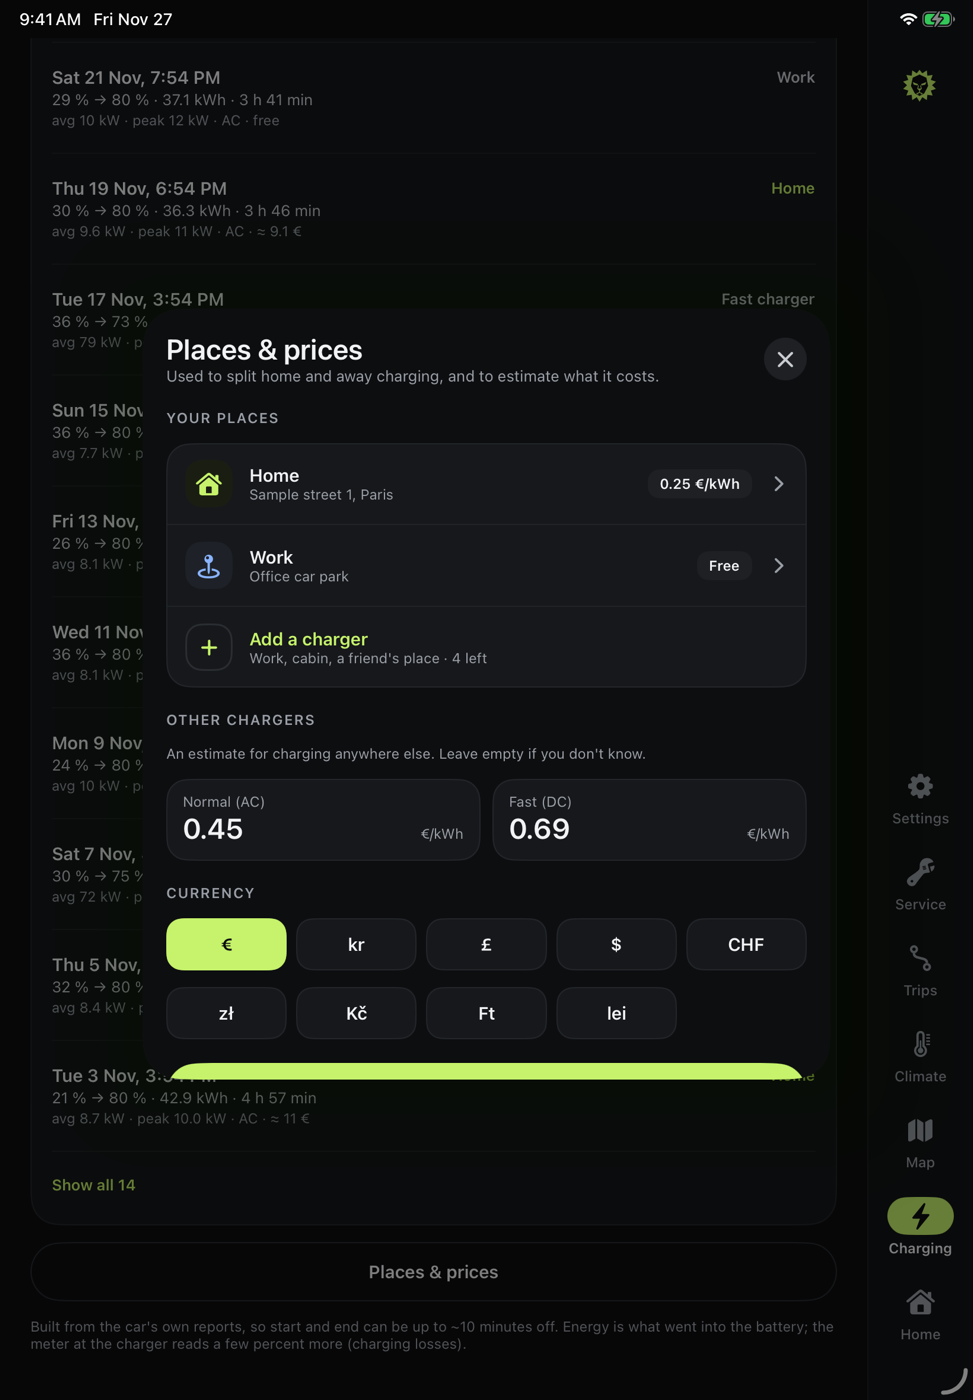 9:41 AM Fri Nov 27
Sat 21 Nov, 7:54 PM
Work
29 % → 80 % · 37.1 kWh · 3 h 41 min
avg 10 kW · peak 12 kW · AC · free
Thu 19 Nov, 6:54 PM
Home
30 % → 80 % · 36.3 kWh · 3 h 46 min
avg 9.6 kW · peak 11 kW · AC · ≈ 9.1 €
Tue 17 Nov, 3:54 PM
Fast charger
36 % → 73 %
avg 79 kW · p
Sun 15 Nov
36 % → 80 %
avg 7.7 kW · p
Fri 13 Nov,
26 % → 80 %
avg 8.1 kW · p
Wed 11 Nov
36 % → 80 %
avg 8.1 kW · p
Mon 9 Nov
24 % → 80 %
avg 10 kW · p
Sat 7 Nov,
30 % → 75 %
avg 72 kW · p
Thu 5 Nov,
32 % → 80 %
avg 8.4 kW · p
Places & prices
Used to split home and away charging, and to estimate what it costs.
YOUR PLACES
Home
Sample street 1, Paris
0.25 €/kWh
Work
Office car park
Free
Add a charger
Work, cabin, a friend's place · 4 left
OTHER CHARGERS
An estimate for charging anywhere else. Leave empty if you don't know.
Normal (AC)
0.45 €/kWh
Fast (DC)
0.69 €/kWh
CURRENCY
€ kr £ $ CHF
zł Kč Ft lei
Tue 3 Nov,
21 % → 80 % · 42.9 kWh · 4 h 57 min
avg 8.7 kW · peak 10.0 kW · AC · ≈ 11 €
Show all 14
Places & prices
Built from the car's own reports, so start and end can be up to ~10 minutes off. Energy is what went into the battery; the
meter at the charger reads a few percent more (charging losses).
Settings
Service
Trips
Climate
Map
Charging
Home